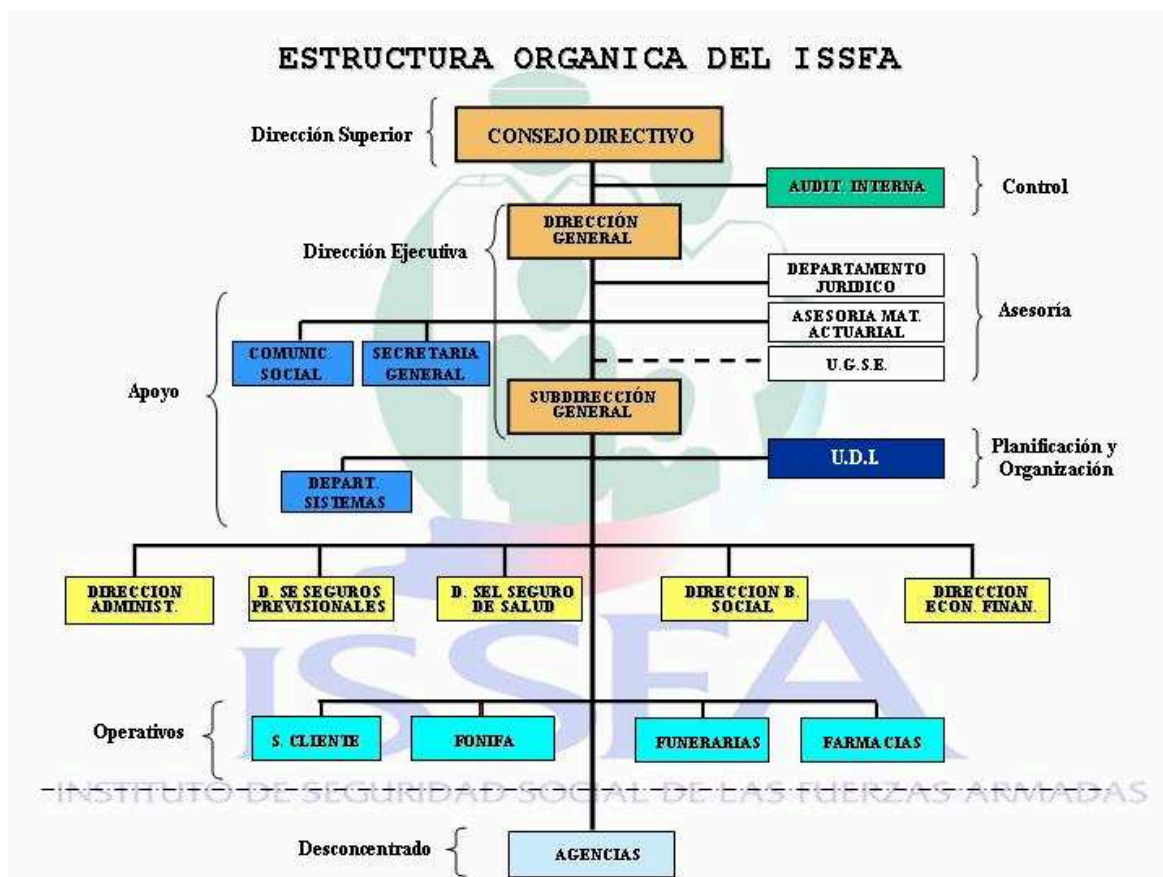 ESTRUCTURA ORGANICA DEL ISSFA
Dirección Superior
CONSEJO DIRECTIVO
AUDIT. INTERNA
Control
DIRECCIÓN
GENERAL
Dirección Ejecutiva
DEPARTAMENTO
JURIDICO
ASESORIA MAT.
ACTUARIAL
U.G.S.E.
Asesoría
COMUNIC.
SOCIAL
SECRETARIA
GENERAL
Apoyo
SUBDIRECCIÓN
GENERAL
U.D.I.
Planificación y
Organización
DEPART.
SISTEMAS
DIRECCION
ADMINIST.
D. SE SEGUROS
PREVISIONALES
D. SEL SEGURO
DE SALUD
DIRECCION B.
SOCIAL
DIRECCION
ECON. FINAN.
ISSFA
Operativos
S. CLIENTE
FONIFA
FUNERARIAS
FARMACIAS
INSTITUTO DE SEGURIDAD SOCIAL DE LAS FUERZAS ARMADAS
Desconcentrado
AGENCIAS